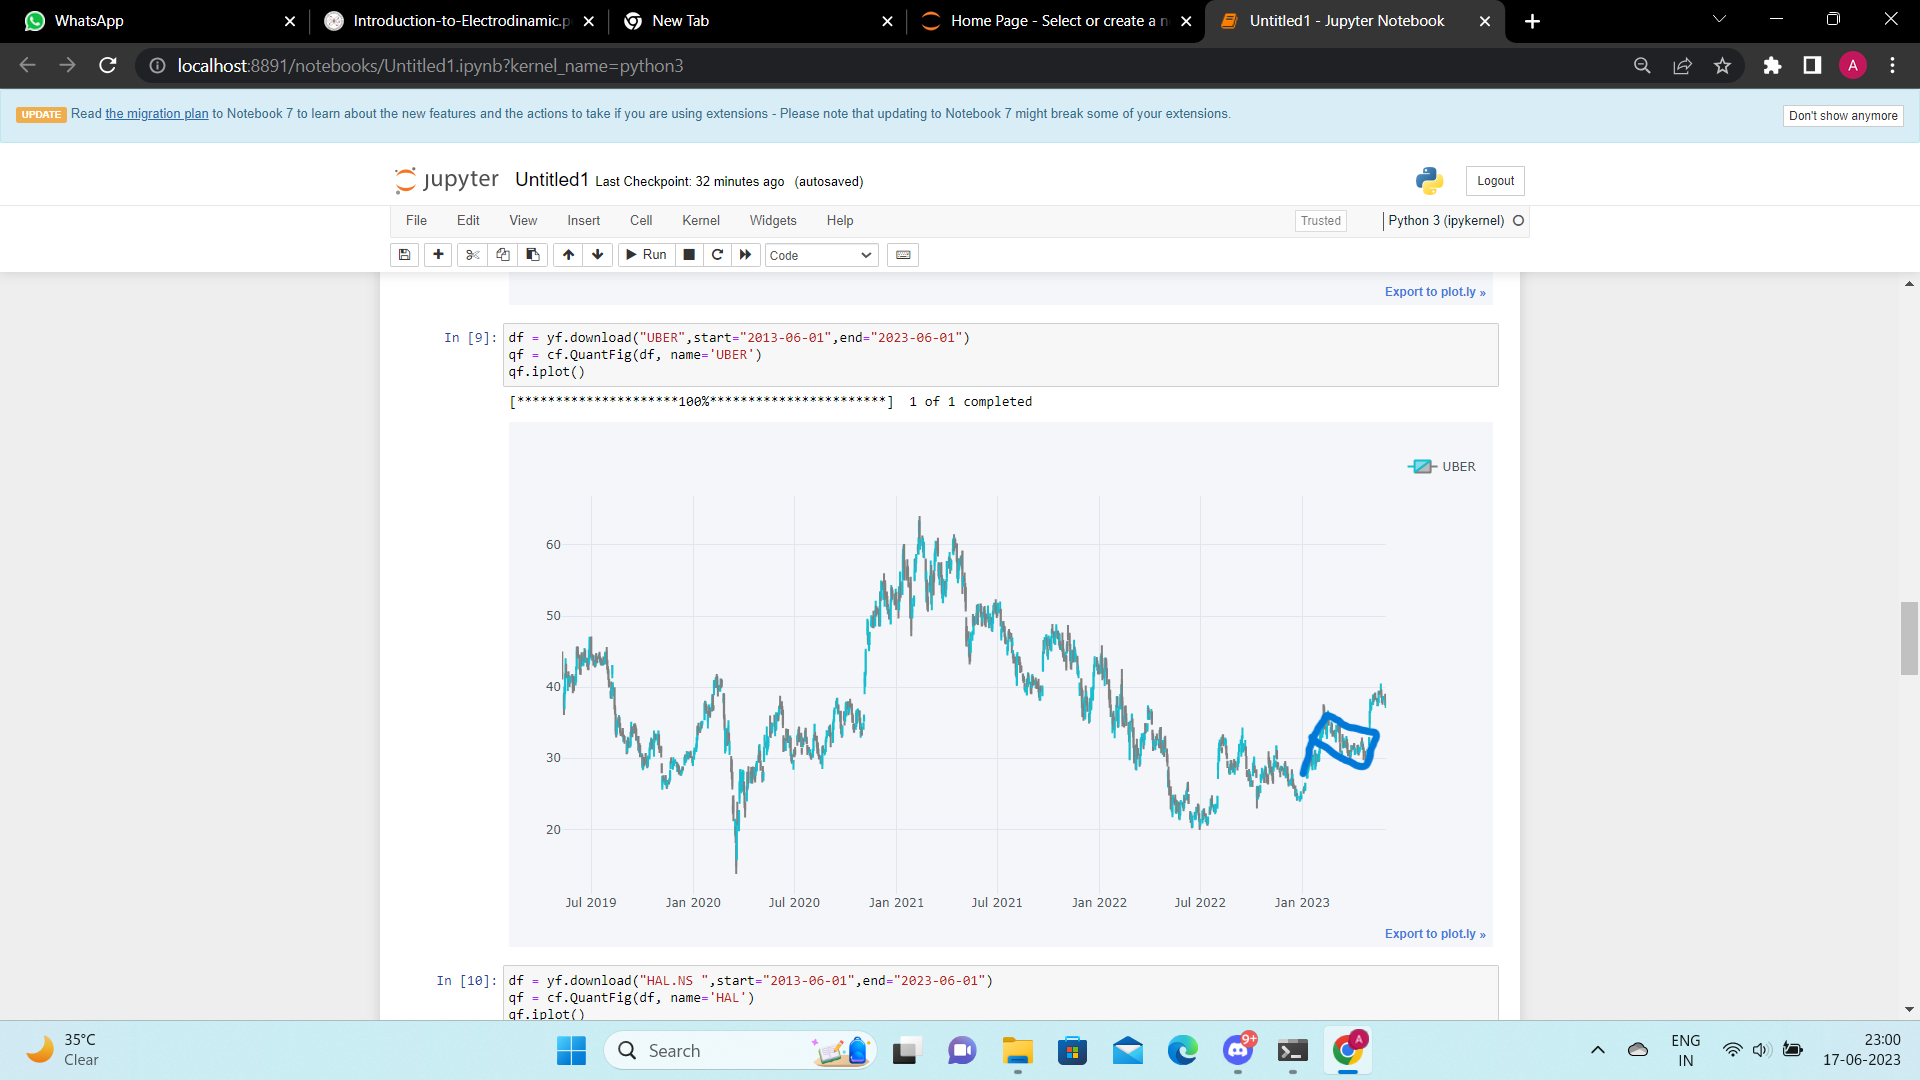 WhatsApp
Introduction-to-Electrodinamic.p
New Tab
Home Page - Select or create a n
Untitled1 - Jupyter Notebook
localhost:8891/notebooks/Untitled1.ipynb?kernel_name=python3
A
UPDATE Read the migration plan to Notebook 7 to learn about the new features and the actions to take if you are using extensions - Please note that updating to Notebook 7 might break some of your extensions.
Don't show anymore
jupyter Untitled1 Last Checkpoint: 32 minutes ago (autosaved)
Logout
File Edit View Insert Cell Kernel Widgets Help
Trusted
Python 3 (ipykernel)
Run
Code
Export to plot.ly »
In [9]:
df = yf.download("UBER",start="2013-06-01",end="2023-06-01")
qf = cf.QuantFig(df, name='UBER')
qf.iplot()
[*********************100%***********************]  1 of 1 completed
UBER
60
50
40
30
20
Jul 2019 Jan 2020 Jul 2020 Jan 2021 Jul 2021 Jan 2022 Jul 2022 Jan 2023
Export to plot.ly »
In [10]:
df = yf.download("HAL.NS ",start="2013-06-01",end="2023-06-01")
qf = cf.QuantFig(df, name='HAL')
qf.iplot()
35°C
Clear
Search
9+
A
ENG
IN
23:00
17-06-2023